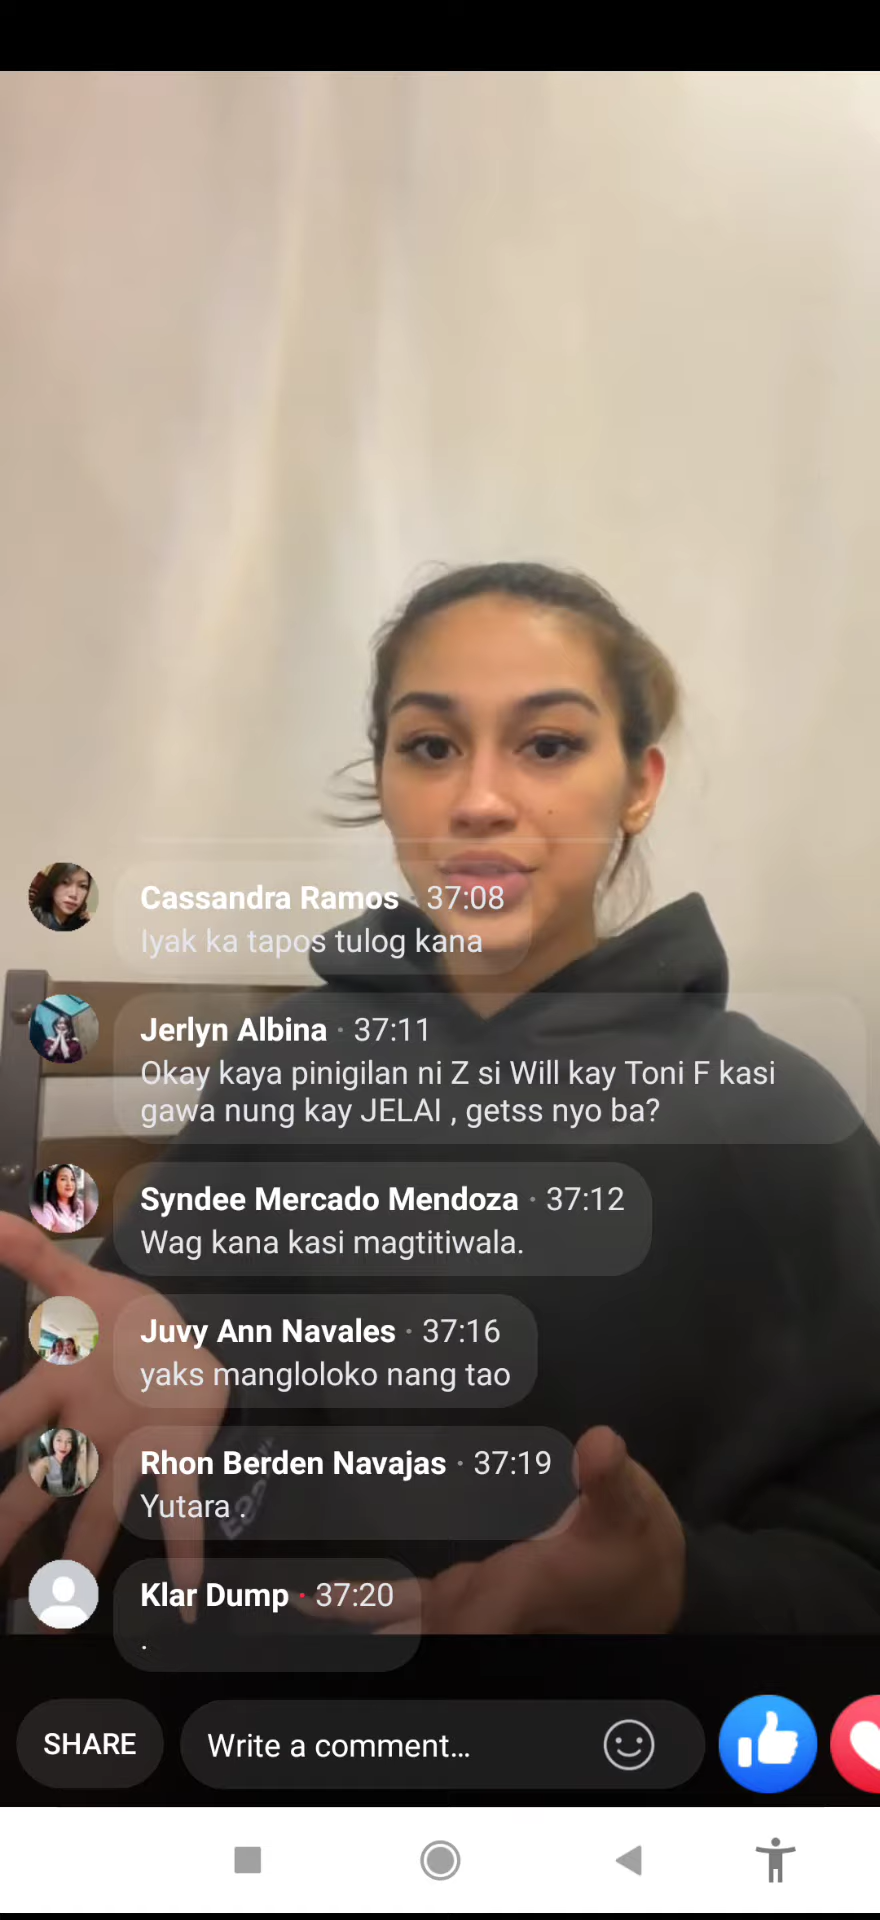 Cassandra Ramos · 37:08
Iyak ka tapos tulog kana
Jerlyn Albina · 37:11
Okay kaya pinigilan ni Z si Will kay Toni F kasi
gawa nung kay JELAI , getss nyo ba?
Syndee Mercado Mendoza · 37:12
Wag kana kasi magtitiwala.
Juvy Ann Navales · 37:16
yaks mangloloko nang tao
Rhon Berden Navajas · 37:19
Yutara .
Klar Dump · 37:20
.
SHARE
Write a comment...